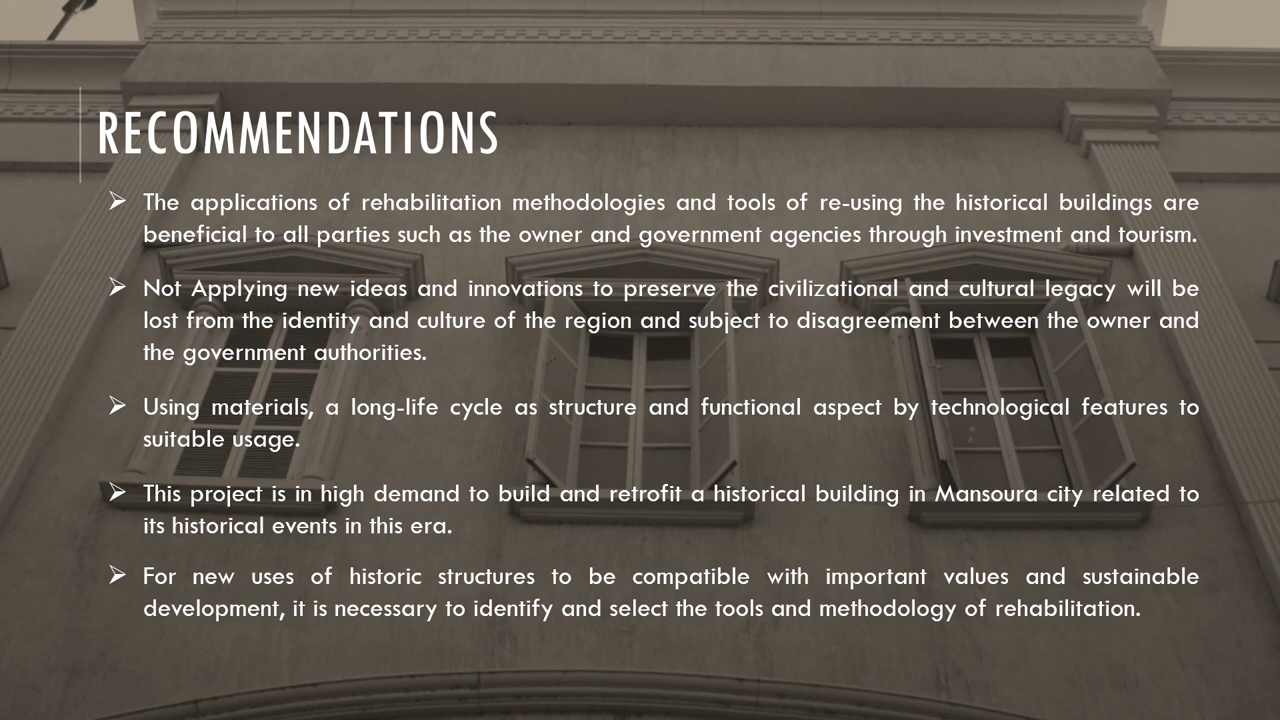 RECOMMENDATIONS
➢ The applications of rehabilitation methodologies and tools of re-using the historical buildings are
beneficial to all parties such as the owner and government agencies through investment and tourism.
➢ Not Applying new ideas and innovations to preserve the civilizational and cultural legacy will be
lost from the identity and culture of the region and subject to disagreement between the owner and
the government authorities.
➢ Using materials, a long-life cycle as structure and functional aspect by technological features to
suitable usage.
➢ This project is in high demand to build and retrofit a historical building in Mansoura city related to
its historical events in this era.
➢ For new uses of historic structures to be compatible with important values and sustainable
development, it is necessary to identify and select the tools and methodology of rehabilitation.